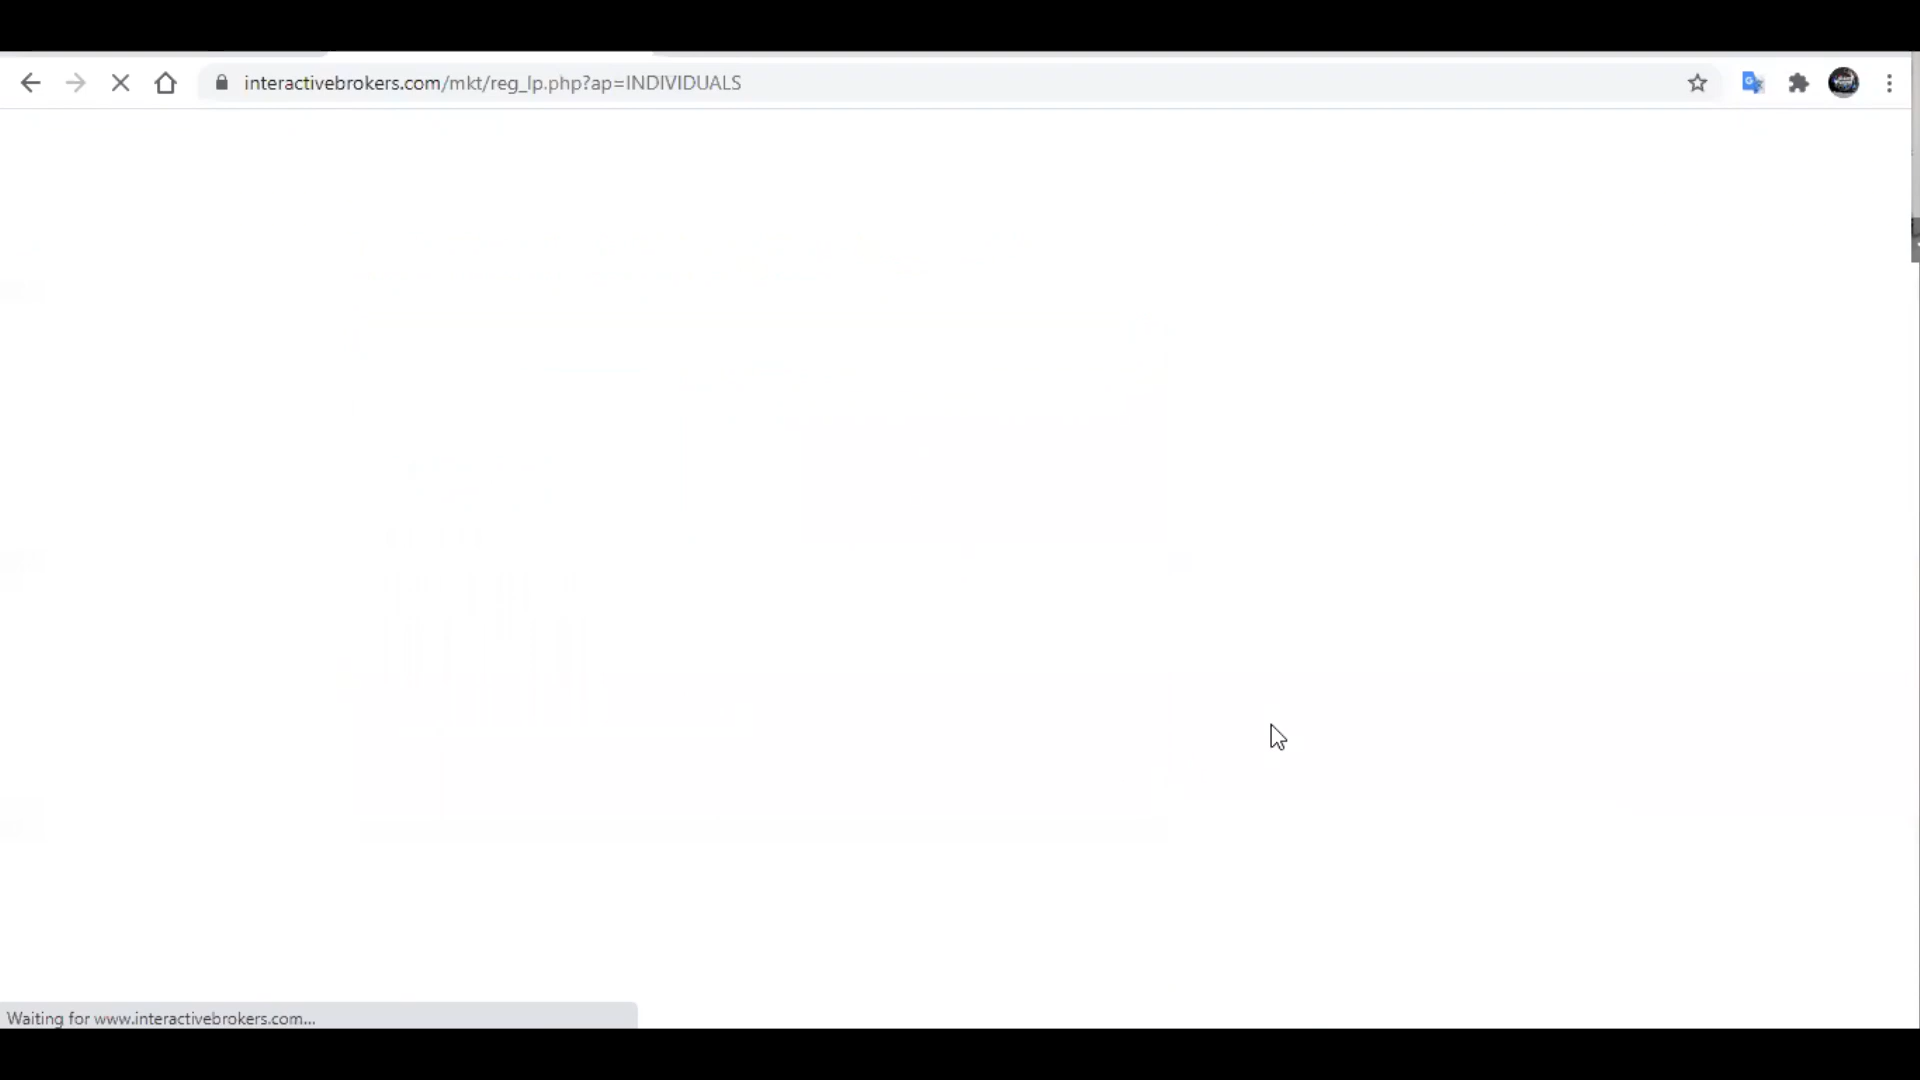 interactivebrokers.com/mkt/reg_lp.php?ap=INDIVIDUALS
Waiting for www.interactivebrokers.com...